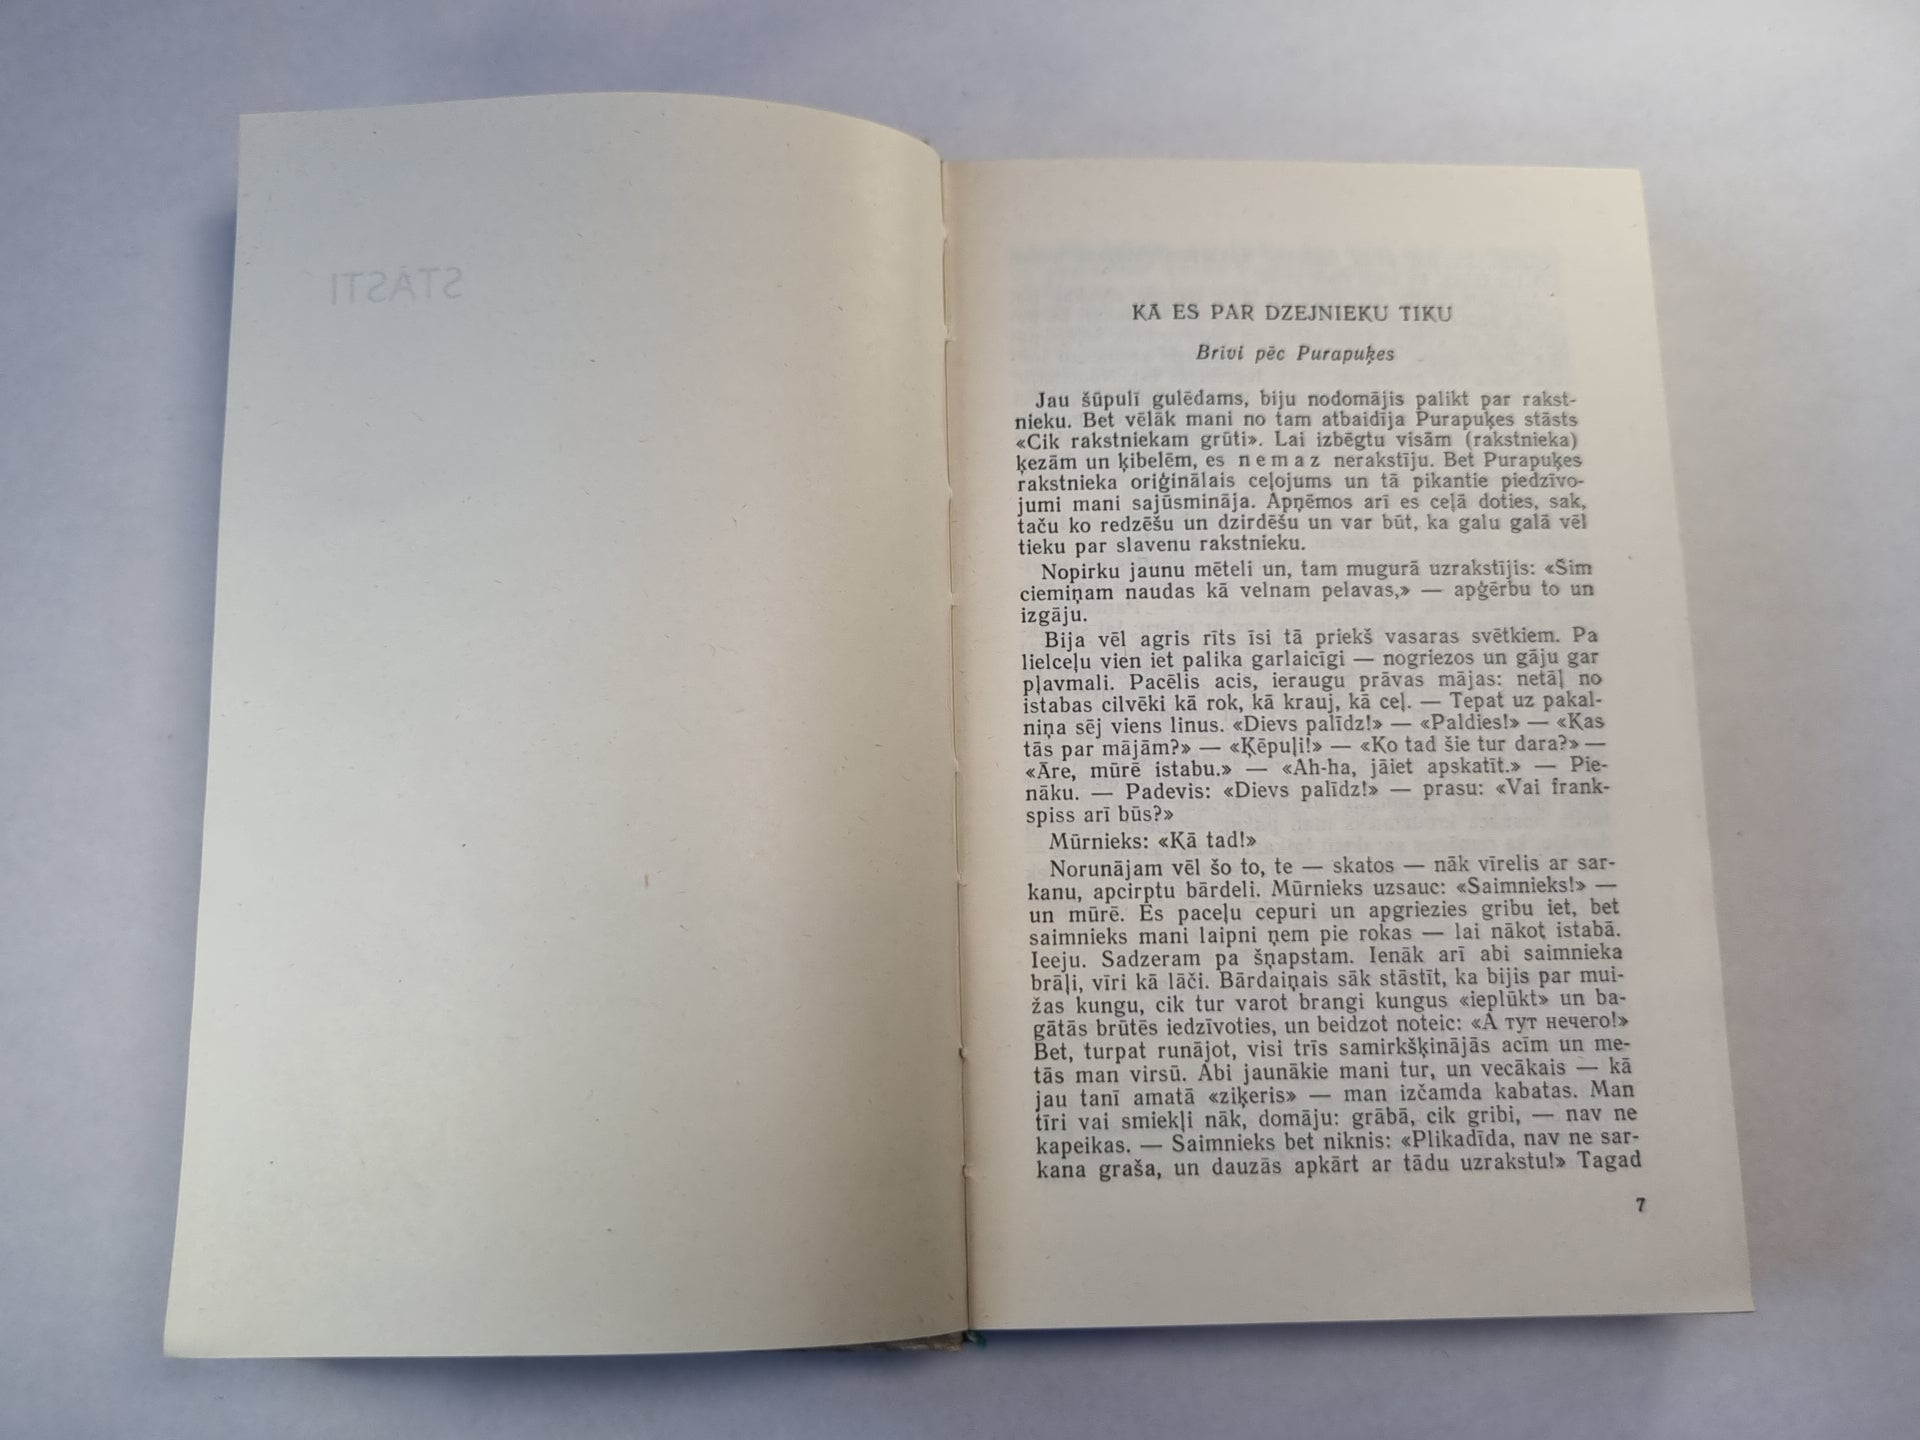 STĀSTI
KĀ ES PAR DZEJNIEKU TIKU
Brīvi pēc Purapuķes
Jau šūpulī gulēdams, biju nodomājis palikt par rakst-
nieku. Bet vēlāk mani no tam atbaidīja Purapuķes stāsts
«Cik rakstniekam grūti». Lai izbēgtu visām (rakstnieka)
ķezām un ķibelēm, es nemaz nerakstīju. Bet Purapuķes
rakstnieka oriģinālais ceļojums un tā pikantie piedzīvo-
jumi mani sajūsmināja. Apņēmos arī es ceļā doties, sak,
taču ko redzēšu un dzirdēšu un var būt, ka galu galā vēl
tieku par slavenu rakstnieku.
Nopirku jaunu mēteli un, tam mugurā uzrakstījis: «Šim
ciemiņam naudas kā velnam pelavas,» — apģērbu to un
izgāju.
Bija vēl agris rīts īsi tā priekš vasaras svētkiem. Pa
lielceļu vien iet palika garlaicīgi — nogriezos un gāju gar
pļavmali. Pacēlis acis, ieraugu prāvas mājas: netāļ no
istabas cilvēki kā rok, kā krauj, kā ceļ. — Tepat uz pakal-
niņa sēj viens linus. «Dievs palīdz!» — «Paldies!» — «Kas
tās par mājām?» — «Ķēpuļi!» — «Ko tad šie tur dara?» —
«Āre, mūrē istabu.» — «Ah-ha, jāiet apskatīt.» — Pie-
nāku. — Padevis: «Dievs palīdz!» — prasu: «Vai frank-
spiss arī būs?»
Mūrnieks: «Kā tad!»
Norunājam vēl šo to, te — skatos — nāk vīrelis ar sar-
kanu, apcirptu bārdeli. Mūrnieks uzsauc: «Saimnieks!» —
un mūrē. Es paceļu cepuri un apgriezies gribu iet, bet
saimnieks mani laipni ņem pie rokas — lai nākot istabā.
Ieeju. Sadzeram pa šņapstam. Ienāk arī abi saimnieka
brāļi, vīri kā lāči. Bārdaiņais sāk stāstīt, ka bijis par mui-
žas kungu, cik tur varot brangi kungus «ieplūkt» un ba-
gātās brūtēs iedzīvoties, un beidzot noteic: «А тут нечего!»
Bet, turpat runājot, visi trīs samirkšķinājās acīm un me-
tās man virsū. Abi jaunākie mani tur, un vecākais — kā
jau tanī amatā «ziķeris» — man izčamda kabatas. Man
tīri vai smiekļi nāk, domāju: grābā, cik gribi, — nav ne
kapeikas. — Saimnieks bet niknis: «Plikadīda, nav ne sar-
kana graša, un dauzās apkārt ar tādu uzrakstu!» Tagad
7